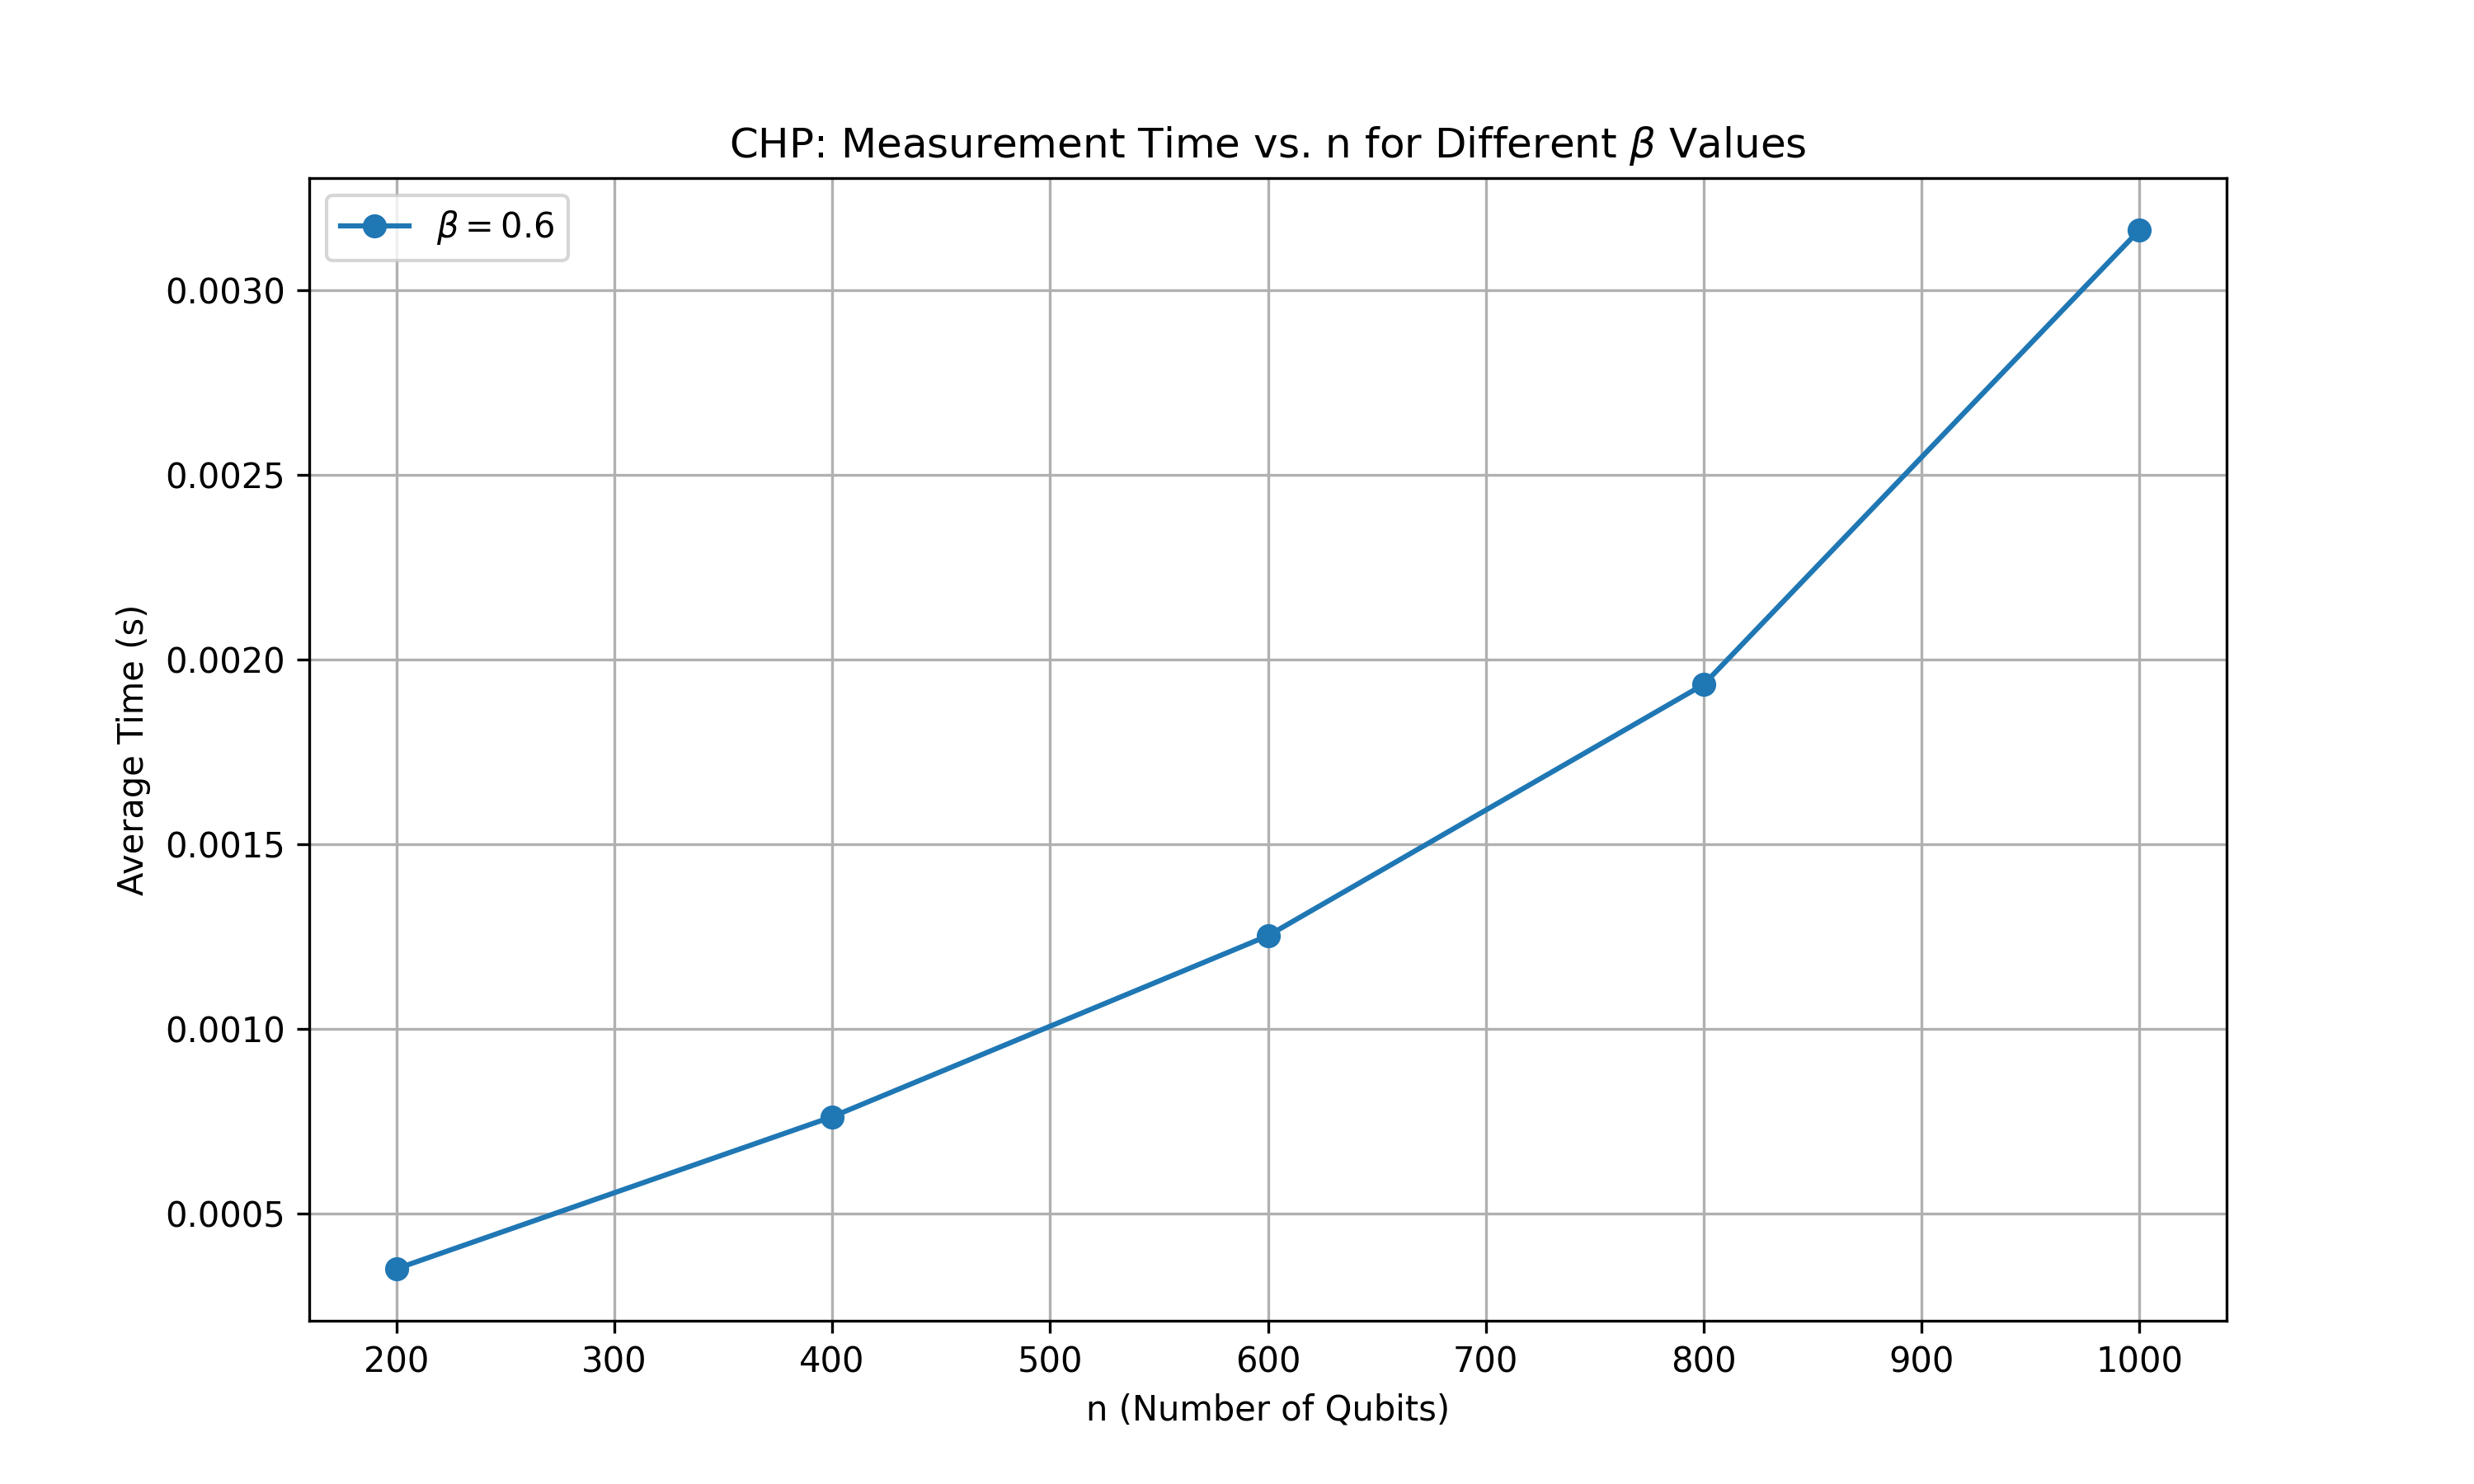 CHP: Measurement Time vs. n for Different β Values
β = 0.6
0.0030
0.0025
0.0020
0.0015
0.0010
0.0005
Average Time (s)
200 300 400 500 600 700 800 900 1000
n (Number of Qubits)